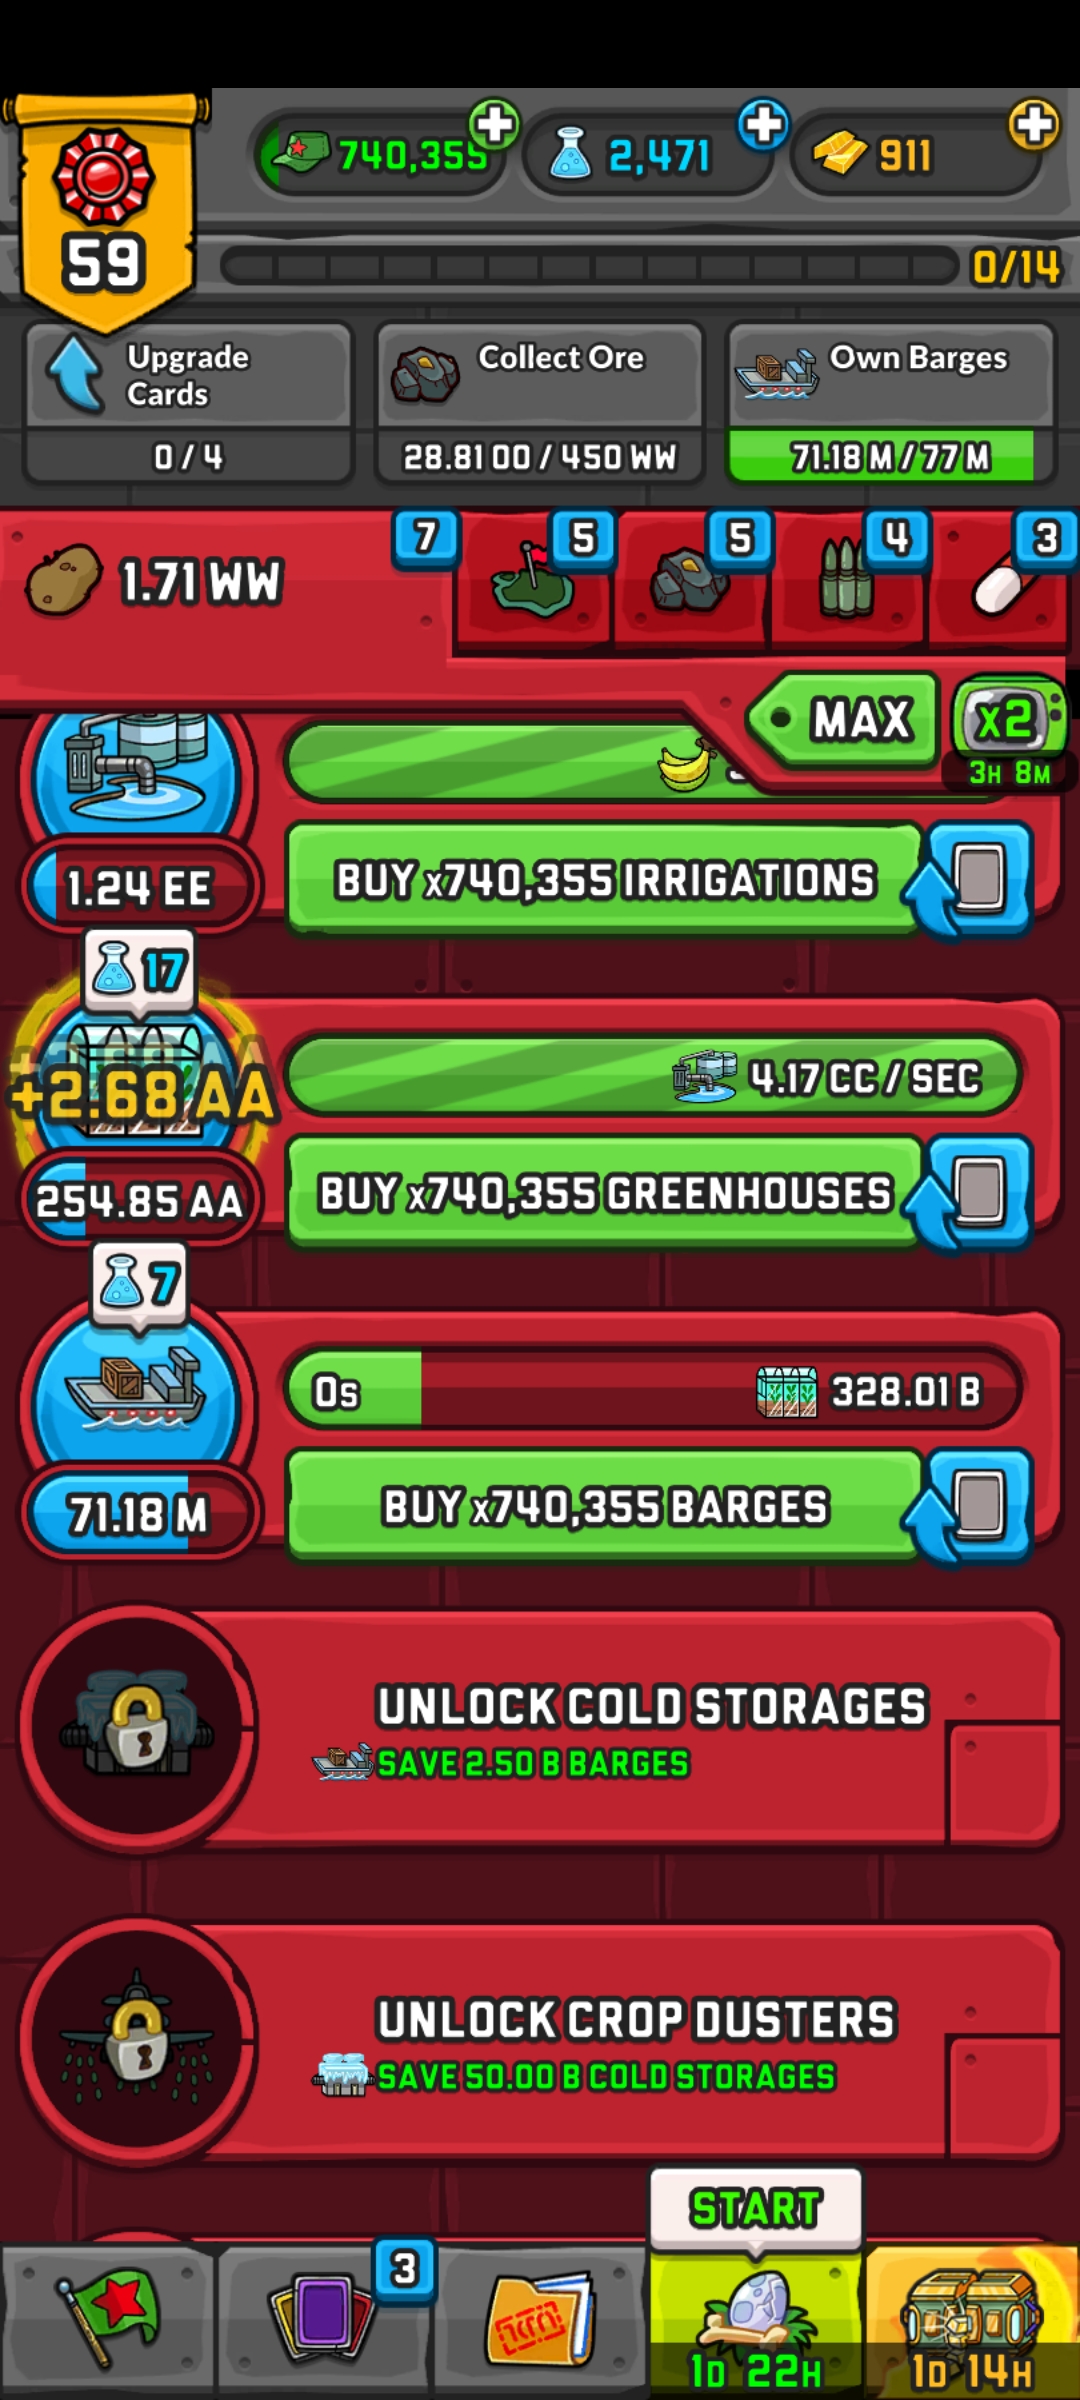 740,355
2,471
911
59
0/14
Upgrade
Cards
0 / 4
Collect Ore
28.81 OO / 450 WW
Own Barges
71.18 M / 77 M
1.71 WW
7
5
5
4
3
MAX
x2
3H 8M
1.24 EE
BUY x740,355 IRRIGATIONS
17
+2.68 AA
4.17 CC / SEC
254.85 AA
BUY x740,355 GREENHOUSES
7
0s
328.01 B
71.18 M
BUY x740,355 BARGES
UNLOCK COLD STORAGES
SAVE 2.50 B BARGES
UNLOCK CROP DUSTERS
SAVE 50.00 B COLD STORAGES
START
3
1D 22H
1D 14H